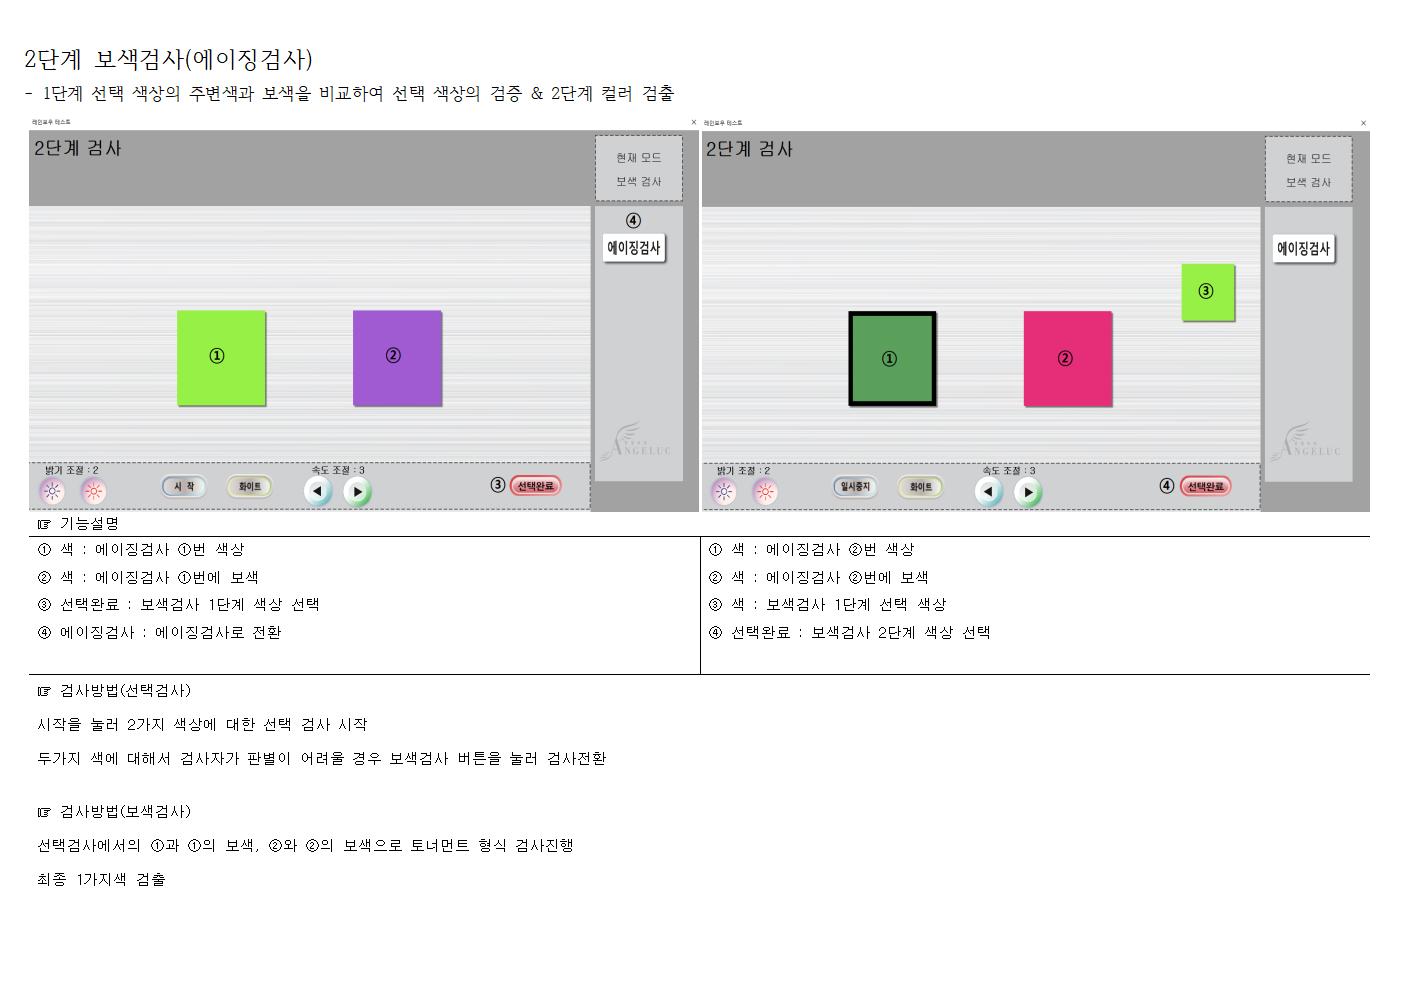 2단계 보색검사(에이징검사)
- 1단계 선택 색상의 주변색과 보색을 비교하여 선택 색상의 검증 & 2단계 컬러 검출
레인보우 테스트
2단계 검사
현재 모드
보색 검사
④
에이징검사
①
②
ANGELUC
밝기 조절 : 2
속도 조절 : 3
시 작
화이트
③ 선택완료
레인보우 테스트
2단계 검사
현재 모드
보색 검사
에이징검사
③
①
②
ANGELUC
밝기 조절 : 2
속도 조절 : 3
일시중지
화이트
④ 선택완료
☞ 기능설명
① 색 : 에이징검사 ①번 색상
② 색 : 에이징검사 ①번에 보색
③ 선택완료 : 보색검사 1단계 색상 선택
④ 에이징검사 : 에이징검사로 전환
① 색 : 에이징검사 ②번 색상
② 색 : 에이징검사 ②번에 보색
③ 색 : 보색검사 1단계 선택 색상
④ 선택완료 : 보색검사 2단계 색상 선택
☞ 검사방법(선택검사)
시작을 눌러 2가지 색상에 대한 선택 검사 시작
두가지 색에 대해서 검사자가 판별이 어려울 경우 보색검사 버튼을 눌러 검사전환
☞ 검사방법(보색검사)
선택검사에서의 ①과 ①의 보색, ②와 ②의 보색으로 토너먼트 형식 검사진행
최종 1가지색 검출